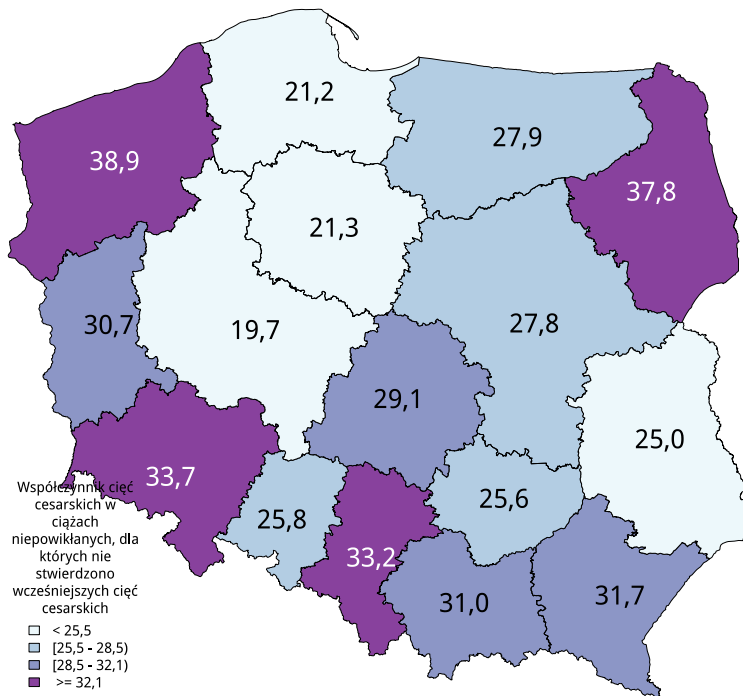 21,2
27,9
38,9
37,8
21,3
30,7
19,7
27,8
29,1
25,0
33,7
25,6
25,8
33,2
31,0
31,7
Współczynnik cięć
cesarskich w
ciążach
niepowikłanych, dla
których nie
stwierdzono
wcześniejszych cięć
cesarskich
< 25,5
[25,5 - 28,5)
[28,5 - 32,1)
>= 32,1